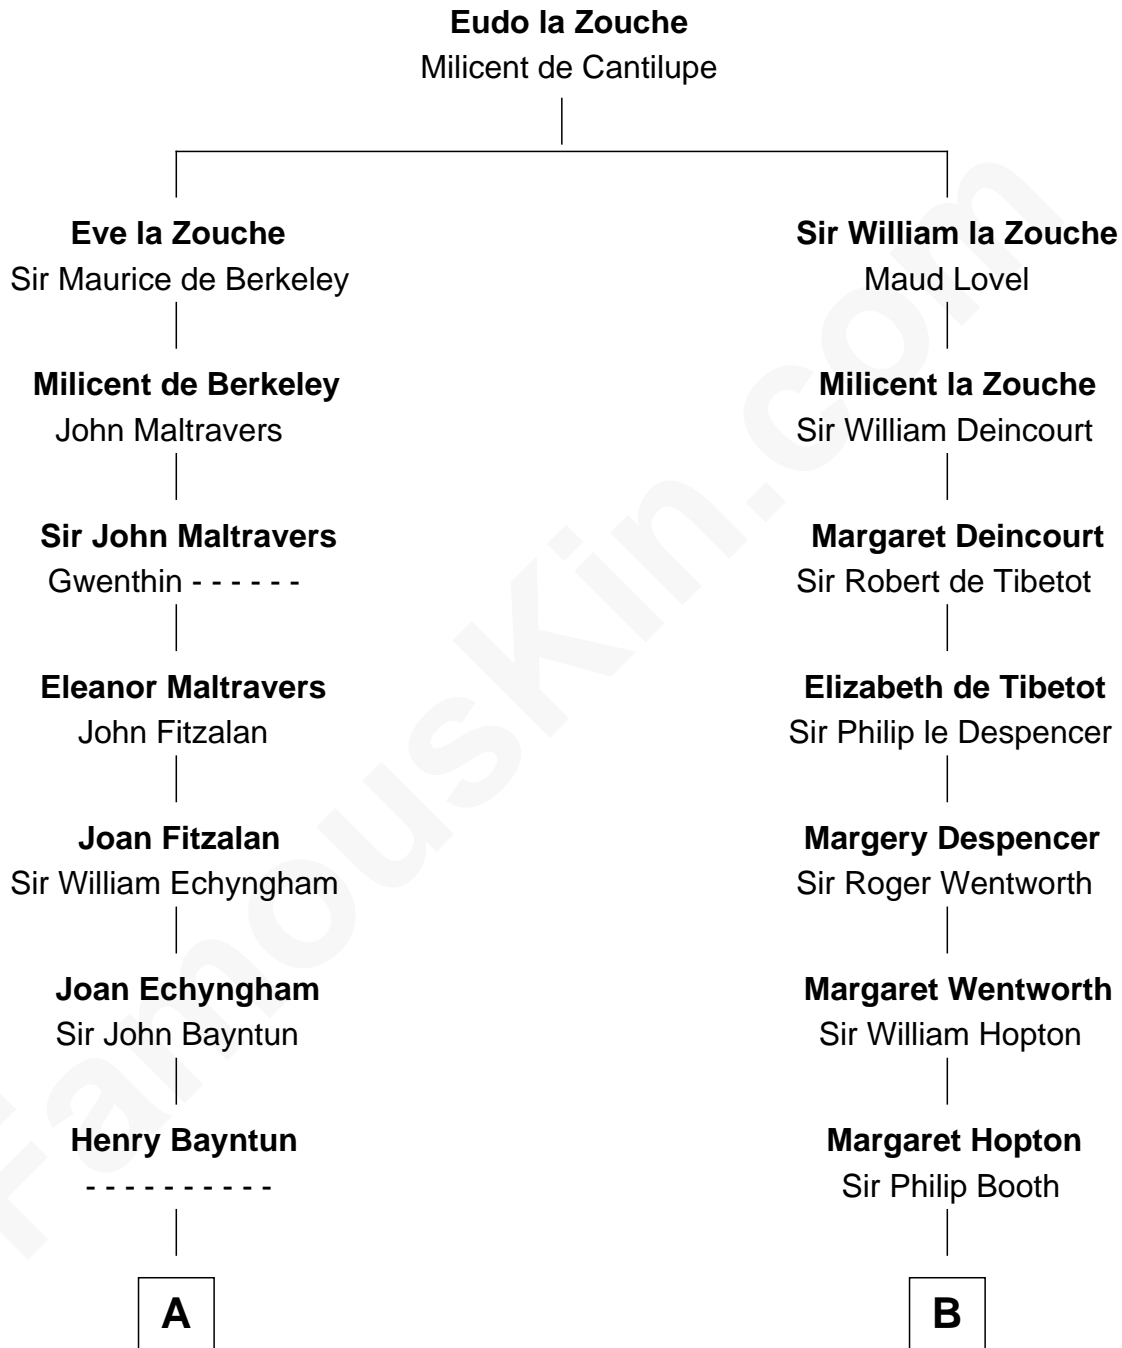 Eudo la Zouche
Milicent de Cantilupe
Eve la Zouche
Sir Maurice de Berkeley
Milicent de Berkeley
John Maltravers
Sir John Maltravers
Gwenthin - - - - - -
Eleanor Maltravers
John Fitzalan
Joan Fitzalan
Sir William Echyngham
Joan Echyngham
Sir John Bayntun
Henry Bayntun
- - - - - - - - - -
A
Sir William la Zouche
Maud Lovel
Milicent la Zouche
Sir William Deincourt
Margaret Deincourt
Sir Robert de Tibetot
Elizabeth de Tibetot
Sir Philip le Despencer
Margery Despencer
Sir Roger Wentworth
Margaret Wentworth
Sir William Hopton
Margaret Hopton
Sir Philip Booth
B
FamousKin.com